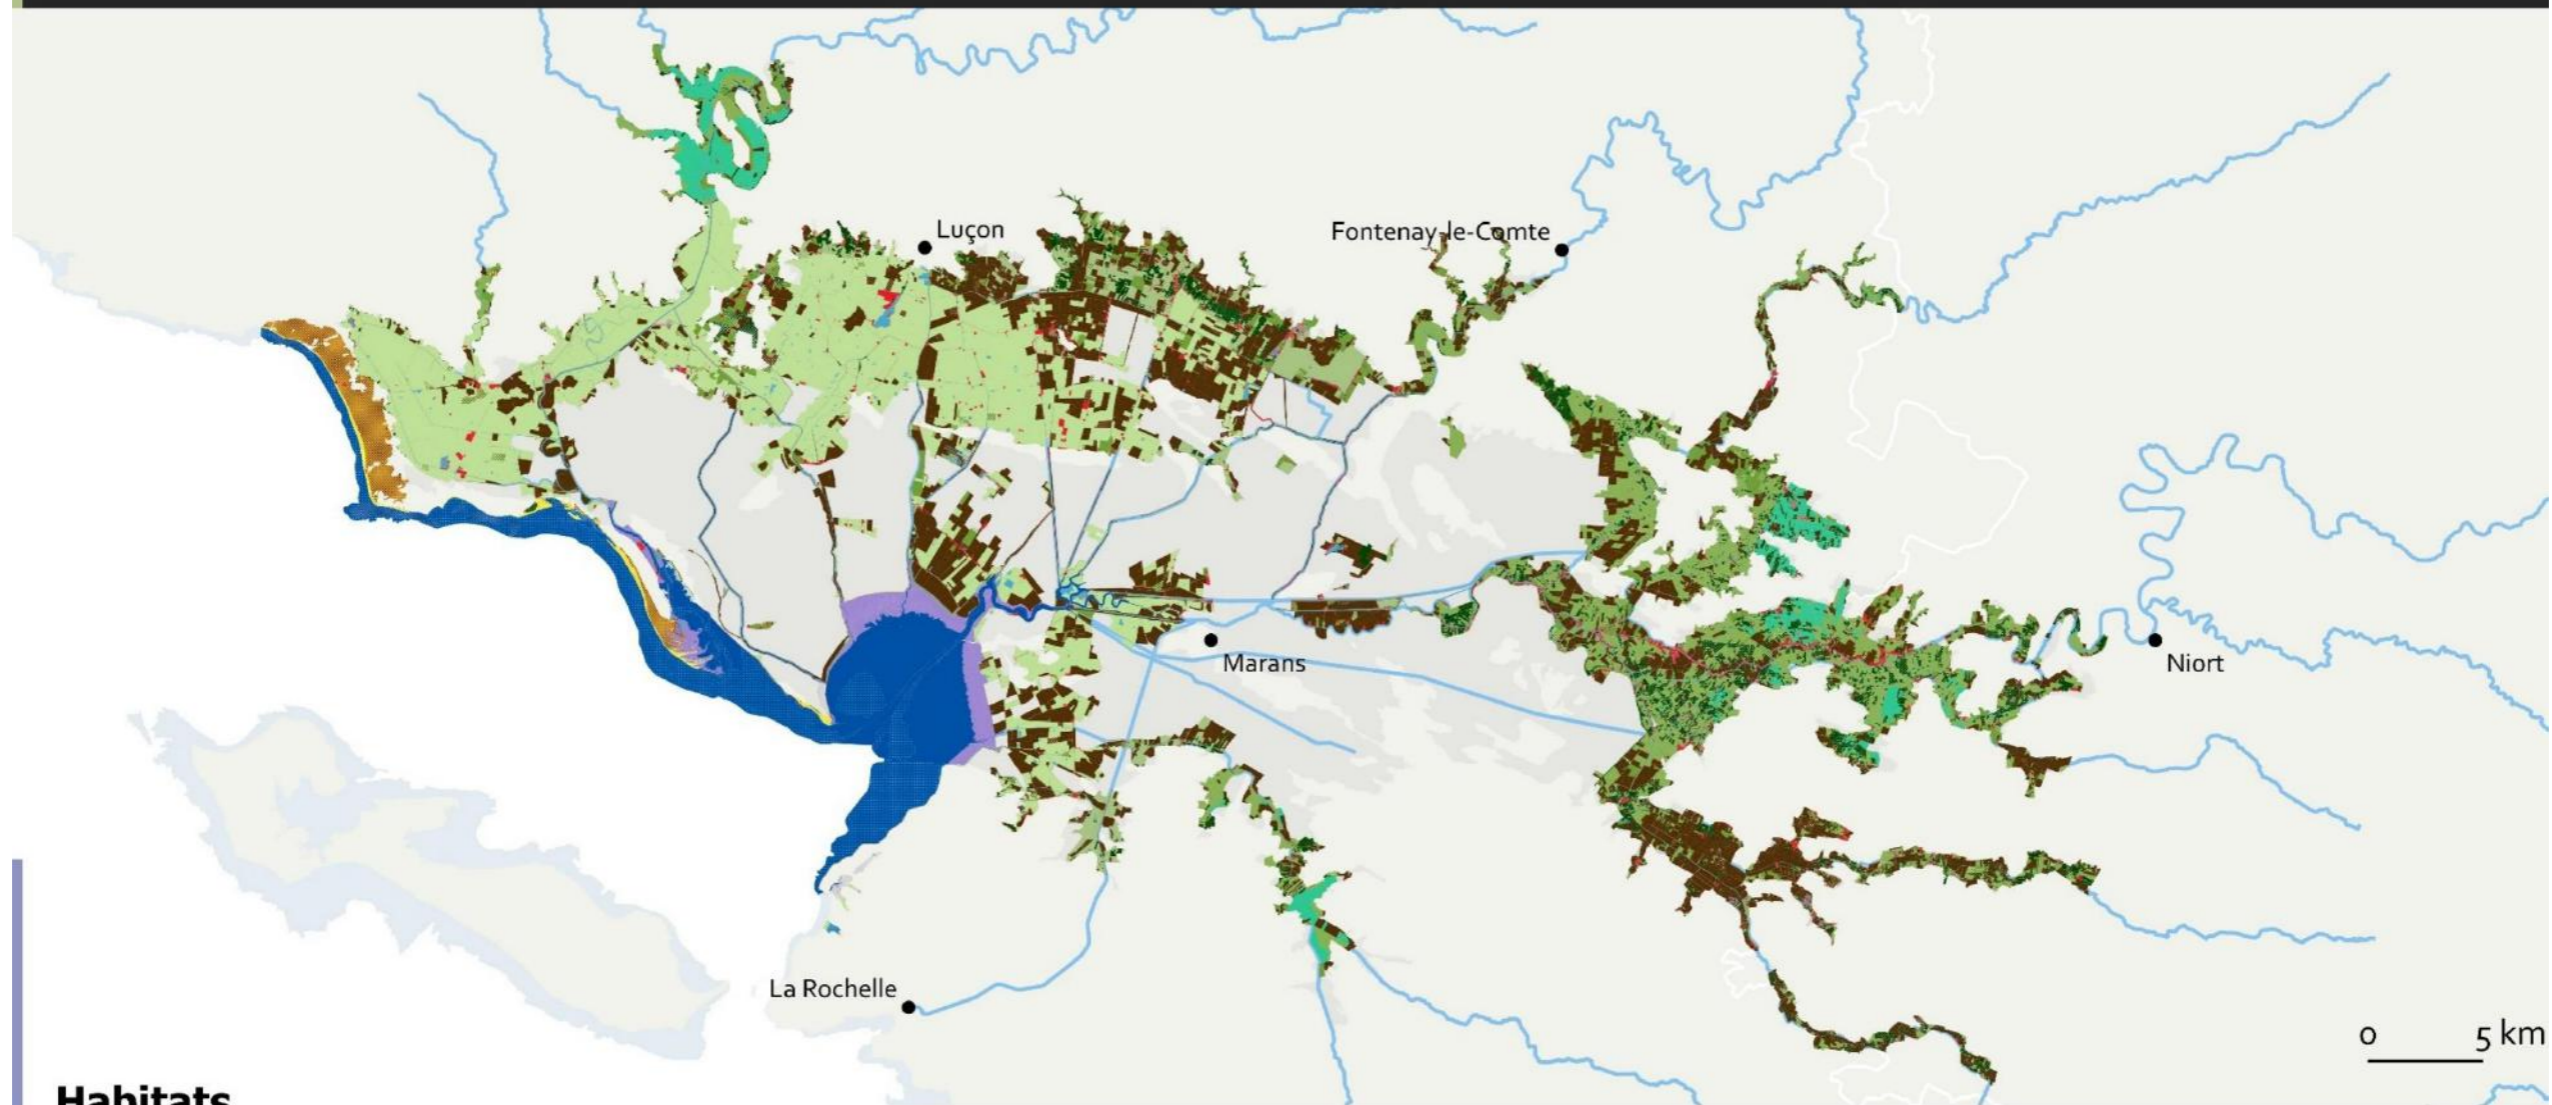 Luçon
Fontenay-le-Comte
Marans
Niort
La Rochelle
0 5 km
Habitats